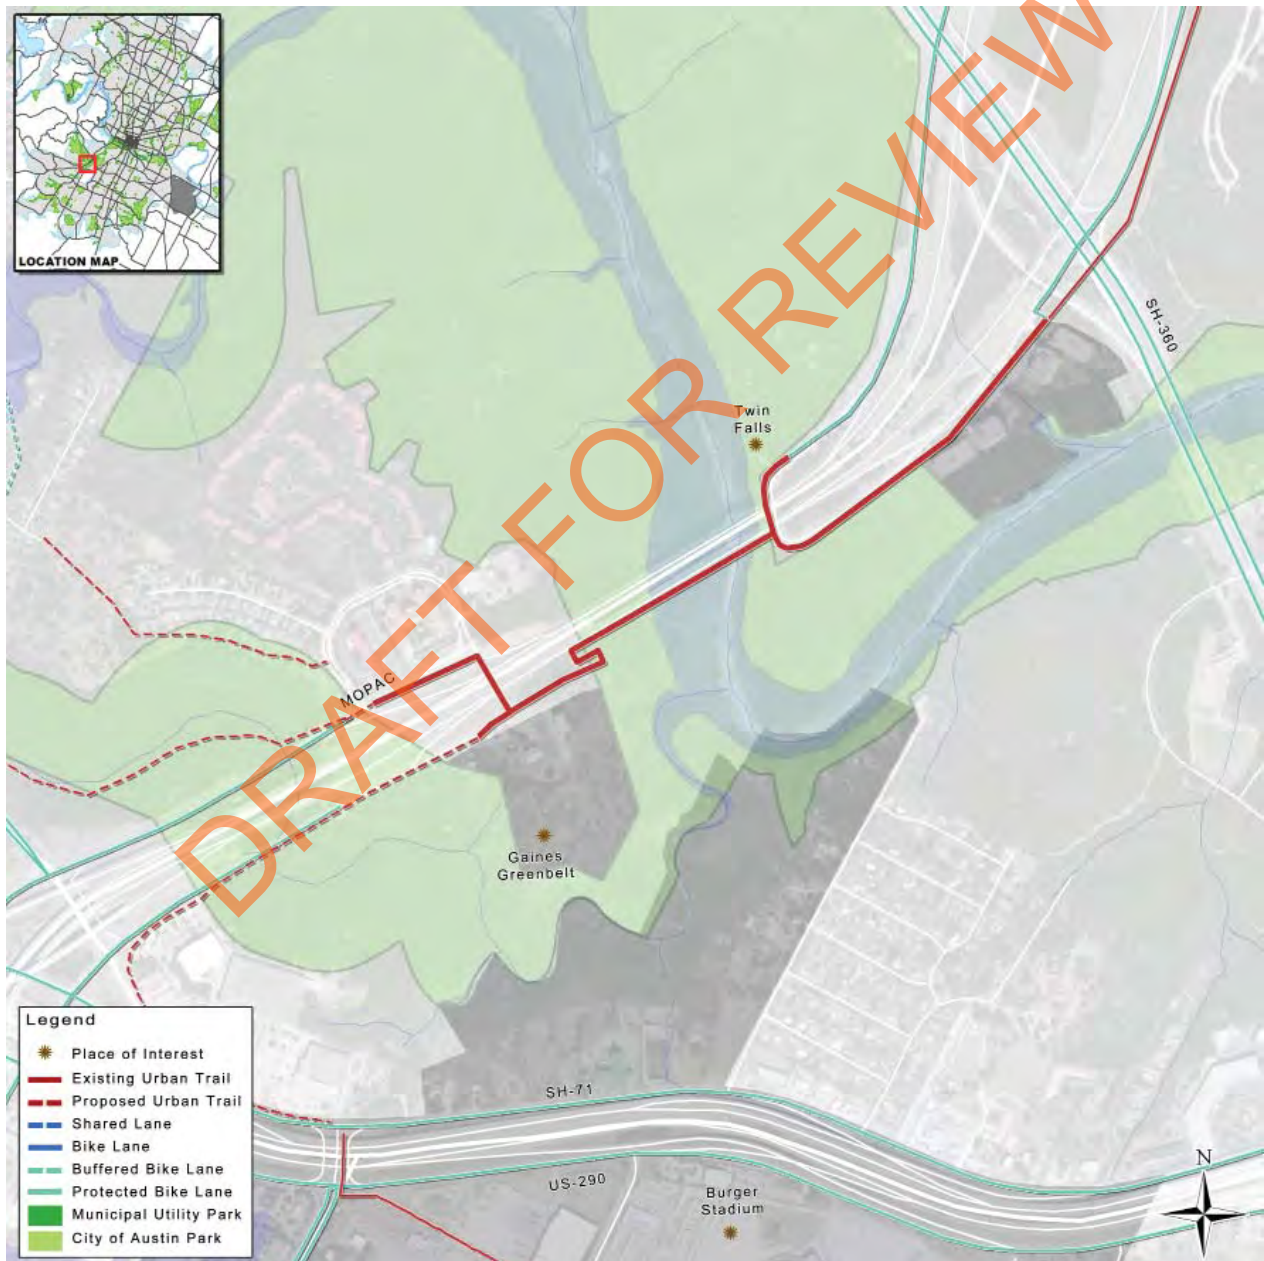 LOCATION MAP
DRAFT FOR REVIEW
SH-360
Twin
Falls
MOPAC
Gaines
Greenbelt
SH-71
US-290
Burger
Stadium
N
Legend
Place of Interest
Existing Urban Trail
Proposed Urban Trail
Shared Lane
Bike Lane
Buffered Bike Lane
Protected Bike Lane
Municipal Utility Park
City of Austin Park